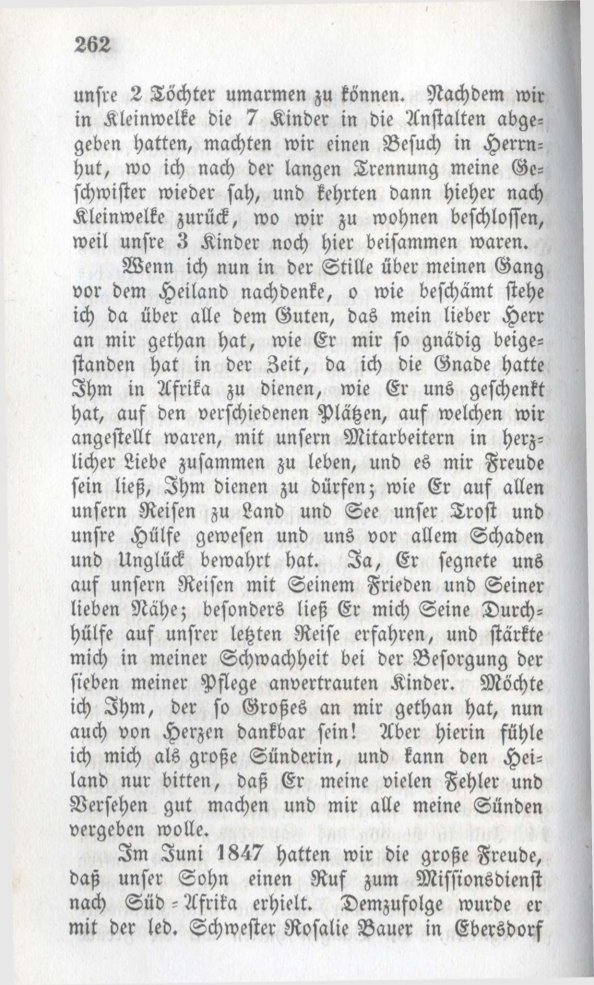 262
unsre 2 Töchter umarmen zu können. Nachdem wir
in Kleinwelke die 7 Kinder in die Anstalten abge-
geben hatten, machten wir einen Besuch in Herrn-
hut, wo ich nach der langen Trennung meine Ge-
schwister wieder sah, und kehrten dann hieher nach
Kleinwelke zurück, wo wir zu wohnen beschlossen,
weil unsre 3 Kinder noch hier beisammen waren.
Wenn ich nun in der Stille über meinen Gang
vor dem Heiland nachdenke, o wie beschämt stehe
ich da über alle dem Guten, das mein lieber Herr
an mir gethan hat, wie Er mir so gnädig beige-
standen hat in der Zeit, da ich die Gnade hatte
Ihm in Afrika zu dienen, wie Er uns geschenkt
hat, auf den verschiedenen Plätzen, auf welchen wir
angestellt waren, mit unsern Mitarbeitern in herz-
licher Liebe zusammen zu leben, und es mir Freude
sein ließ, Ihm dienen zu dürfen; wie Er auf allen
unsern Reisen zu Land und See unser Trost und
unsre Hülfe gewesen und uns vor allem Schaden
und Unglück bewahrt hat. Ja, Er segnete uns
auf unsern Reisen mit Seinem Frieden und Seiner
lieben Nähe; besonders ließ Er mich Seine Durch-
hülfe auf unsrer letzten Reise erfahren, und stärkte
mich in meiner Schwachheit bei der Besorgung der
sieben meiner Pflege anvertrauten Kinder. Möchte
ich Ihm, der so Großes an mir gethan hat, nun
auch von Herzen dankbar sein! Aber hierin fühle
ich mich als große Sünderin, und kann den Hei-
land nur bitten, daß Er meine vielen Fehler und
Versehen gut machen und mir alle meine Sünden
vergeben wolle.
Im Juni 1847 hatten wir die große Freude,
daß unser Sohn einen Ruf zum Missionsdienst
nach Süd-Afrika erhielt. Demzufolge wurde er
mit der led. Schwester Rosalie Bauer in Ebersdorf